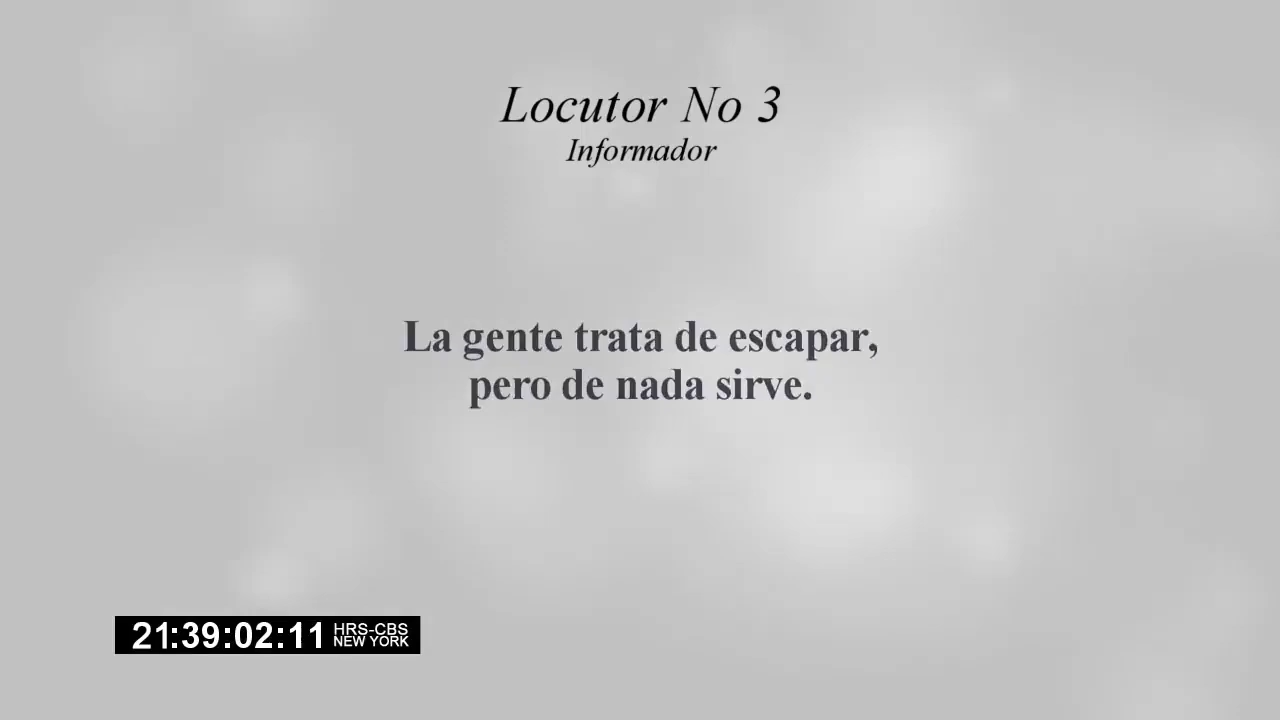 Locutor No 3
Informador
La gente trata de escapar,
pero de nada sirve.
21:39:02:11 HRS-CBS
NEW YORK